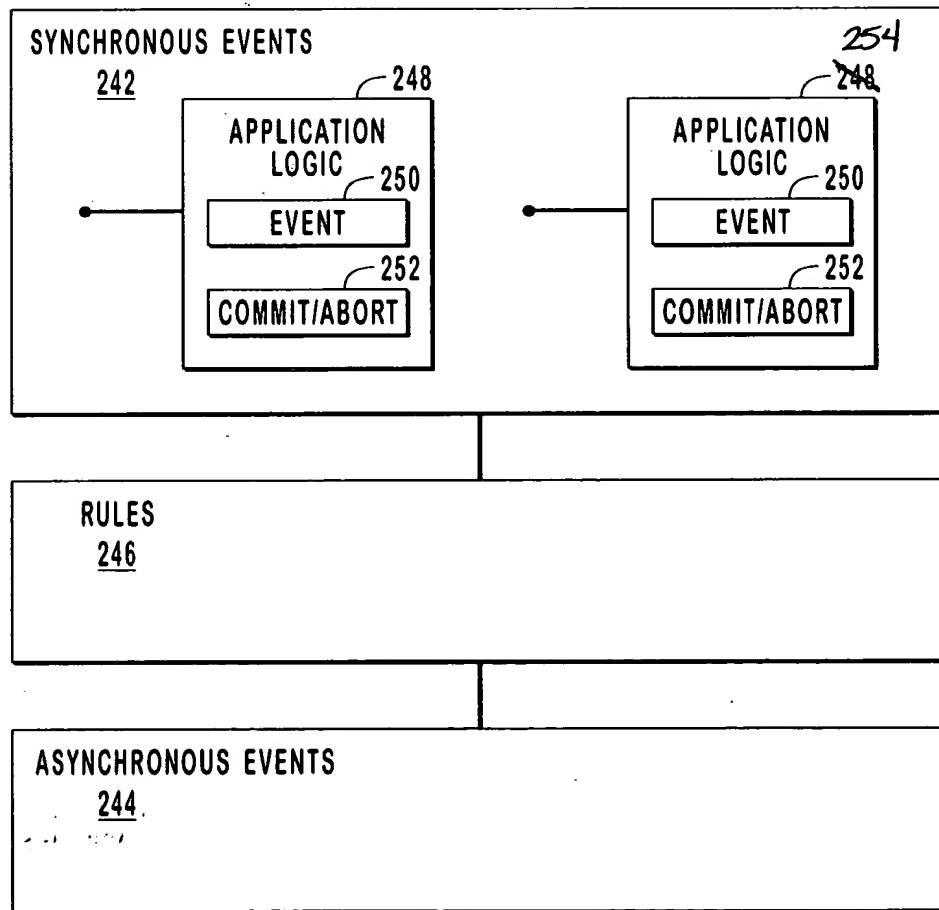 SYNCHRONOUS EVENTS
242
248
APPLICATION
LOGIC
250
EVENT
252
COMMIT/ABORT
254
248
APPLICATION
LOGIC
250
EVENT
252
COMMIT/ABORT
RULES
246
ASYNCHRONOUS EVENTS
244